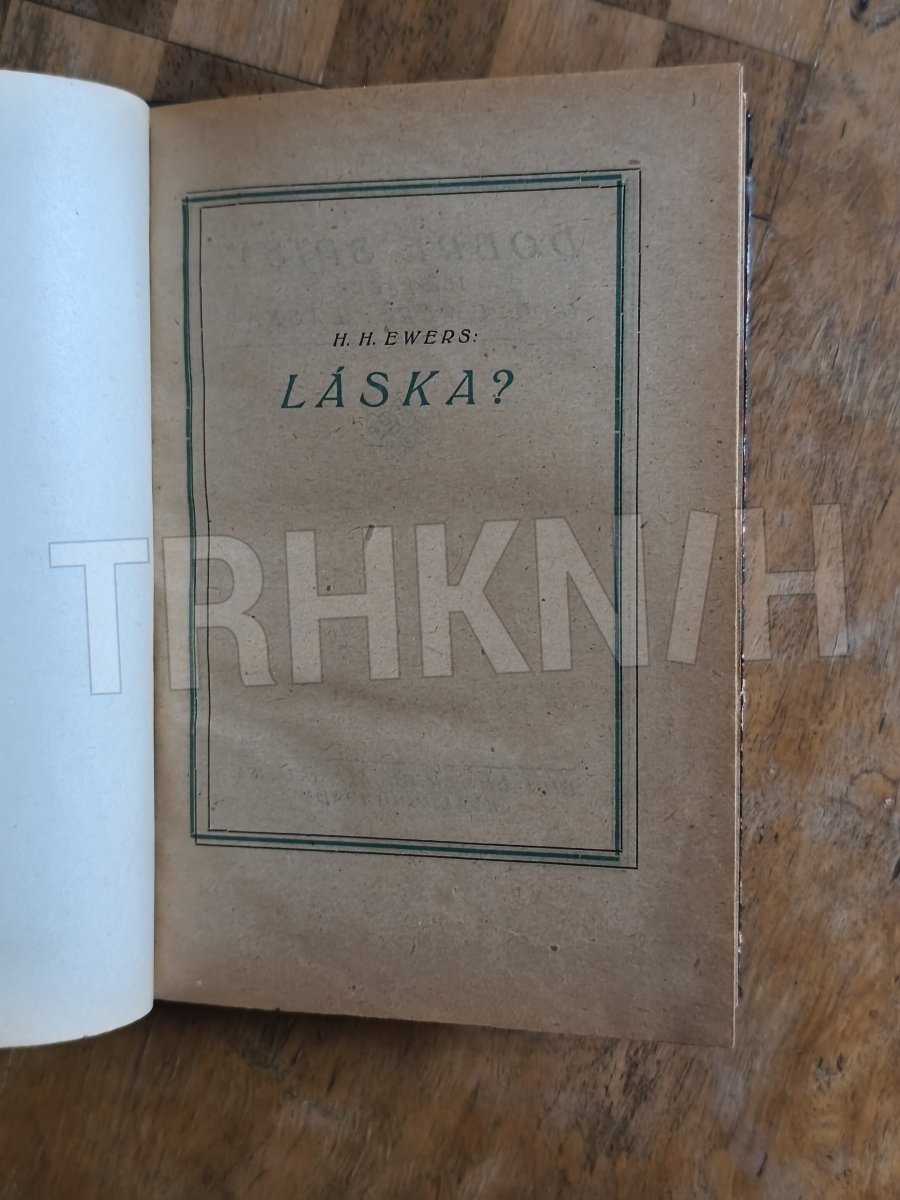 H. H. EWERS:
LÁSKA?
TRHKNIH